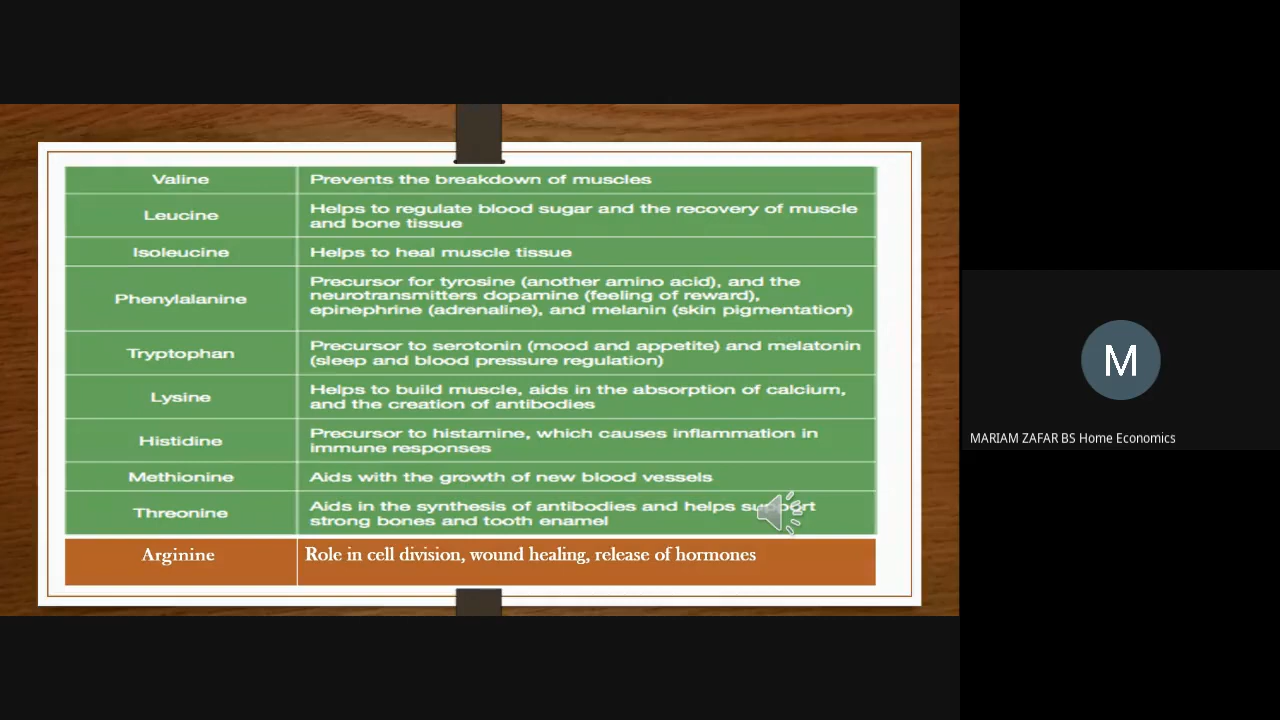 Valine
Prevents the breakdown of muscles
Leucine
Helps to regulate blood sugar and the recovery of muscle
and bone tissue
Isoleucine
Helps to heal muscle tissue
Phenylalanine
Precursor for tyrosine (another amino acid), and the
neurotransmitters dopamine (feeling of reward),
epinephrine (adrenaline), and melanin (skin pigmentation)
Tryptophan
Precursor to serotonin (mood and appetite) and melatonin
(sleep and blood pressure regulation)
Lysine
Helps to build muscle, aids in the absorption of calcium,
and the creation of antibodies
Histidine
Precursor to histamine, which causes inflammation in
immune responses
Methionine
Aids with the growth of new blood vessels
Threonine
Aids in the synthesis of antibodies and helps support
strong bones and tooth enamel
Arginine
Role in cell division, wound healing, release of hormones
M
MARIAM ZAFAR BS Home Economics